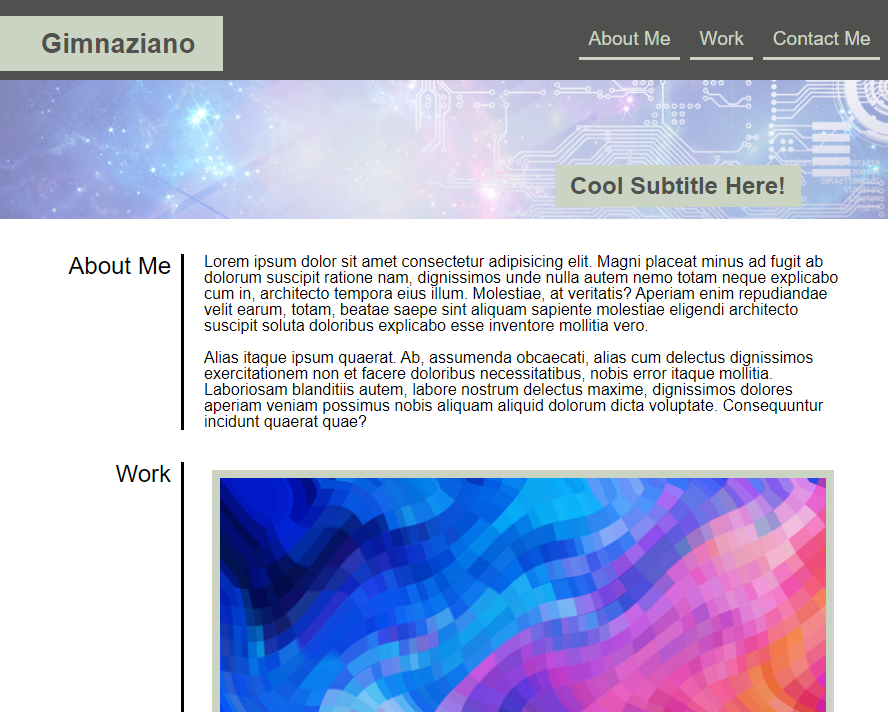 Gimnaziano
About Me
Work
Contact Me
Cool Subtitle Here!
About Me
Lorem ipsum dolor sit amet consectetur adipisicing elit. Magni placeat minus ad fugit ab
dolorum suscipit ratione nam, dignissimos unde nulla autem nemo totam neque explicabo
cum in, architecto tempora eius illum. Molestiae, at veritatis? Aperiam enim repudiandae
velit earum, totam, beatae saepe sint aliquam sapiente molestiae eligendi architecto
suscipit soluta doloribus explicabo esse inventore mollitia vero.
Alias itaque ipsum quaerat. Ab, assumenda obcaecati, alias cum delectus dignissimos
exercitationem non et facere doloribus necessitatibus, nobis error itaque mollitia.
Laboriosam blanditiis autem, labore nostrum delectus maxime, dignissimos dolores
aperiam veniam possimus nobis aliquam aliquid dolorum dicta voluptate. Consequuntur
incidunt quaerat quae?
Work